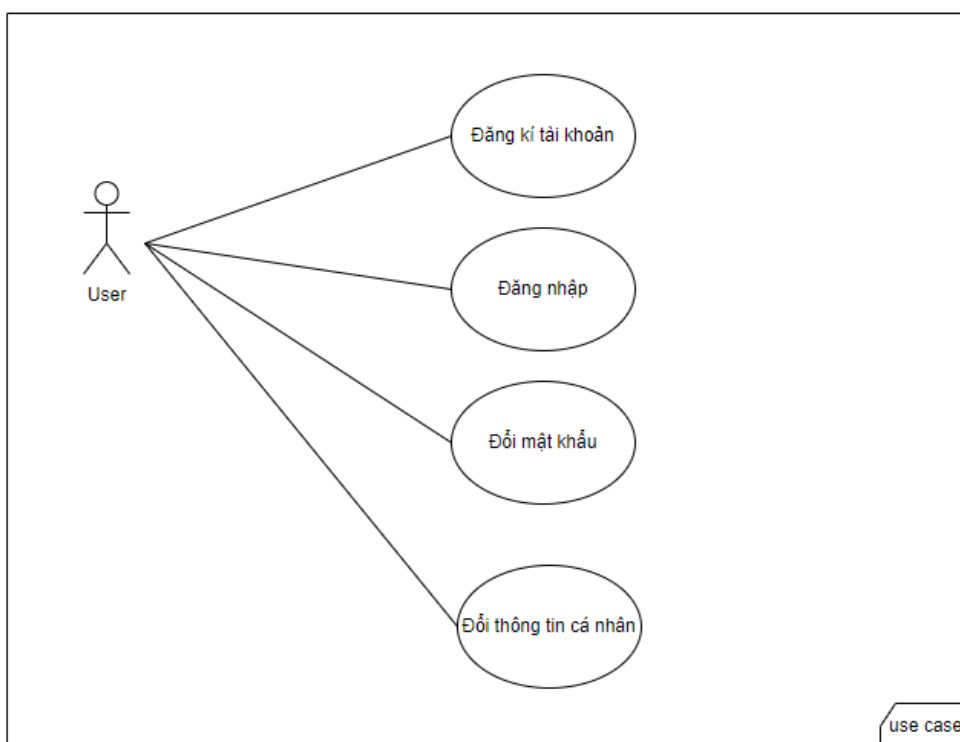 Đăng kí tài khoản
User
Đăng nhập
Đổi mật khẩu
Đổi thông tin cá nhân
use case